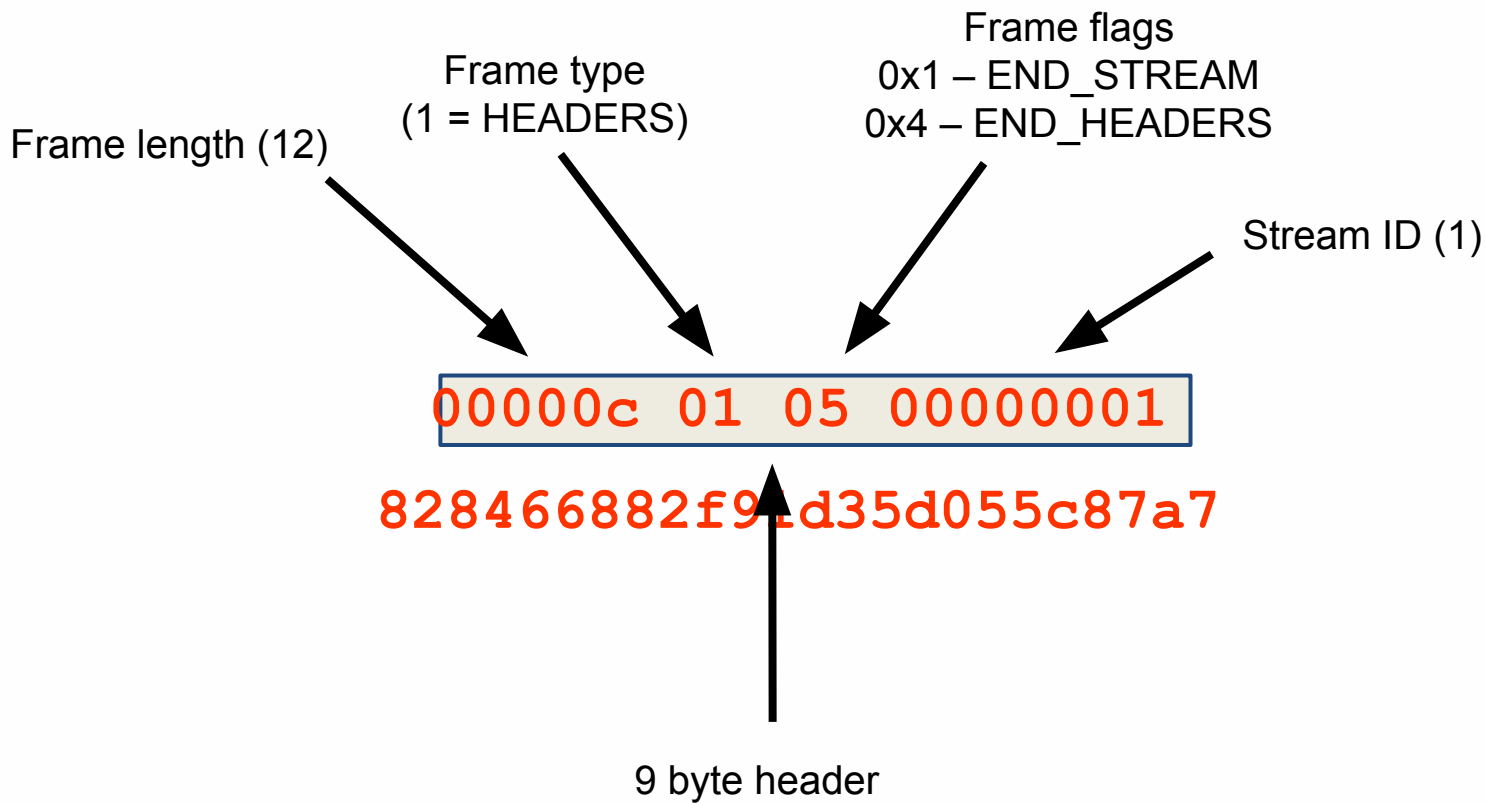 Frame flags
0x1 – END_STREAM
0x4 – END_HEADERS
Frame type
(1 = HEADERS)
Frame length (12)
Stream ID (1)
00000c 01 05 00000001
9 byte header